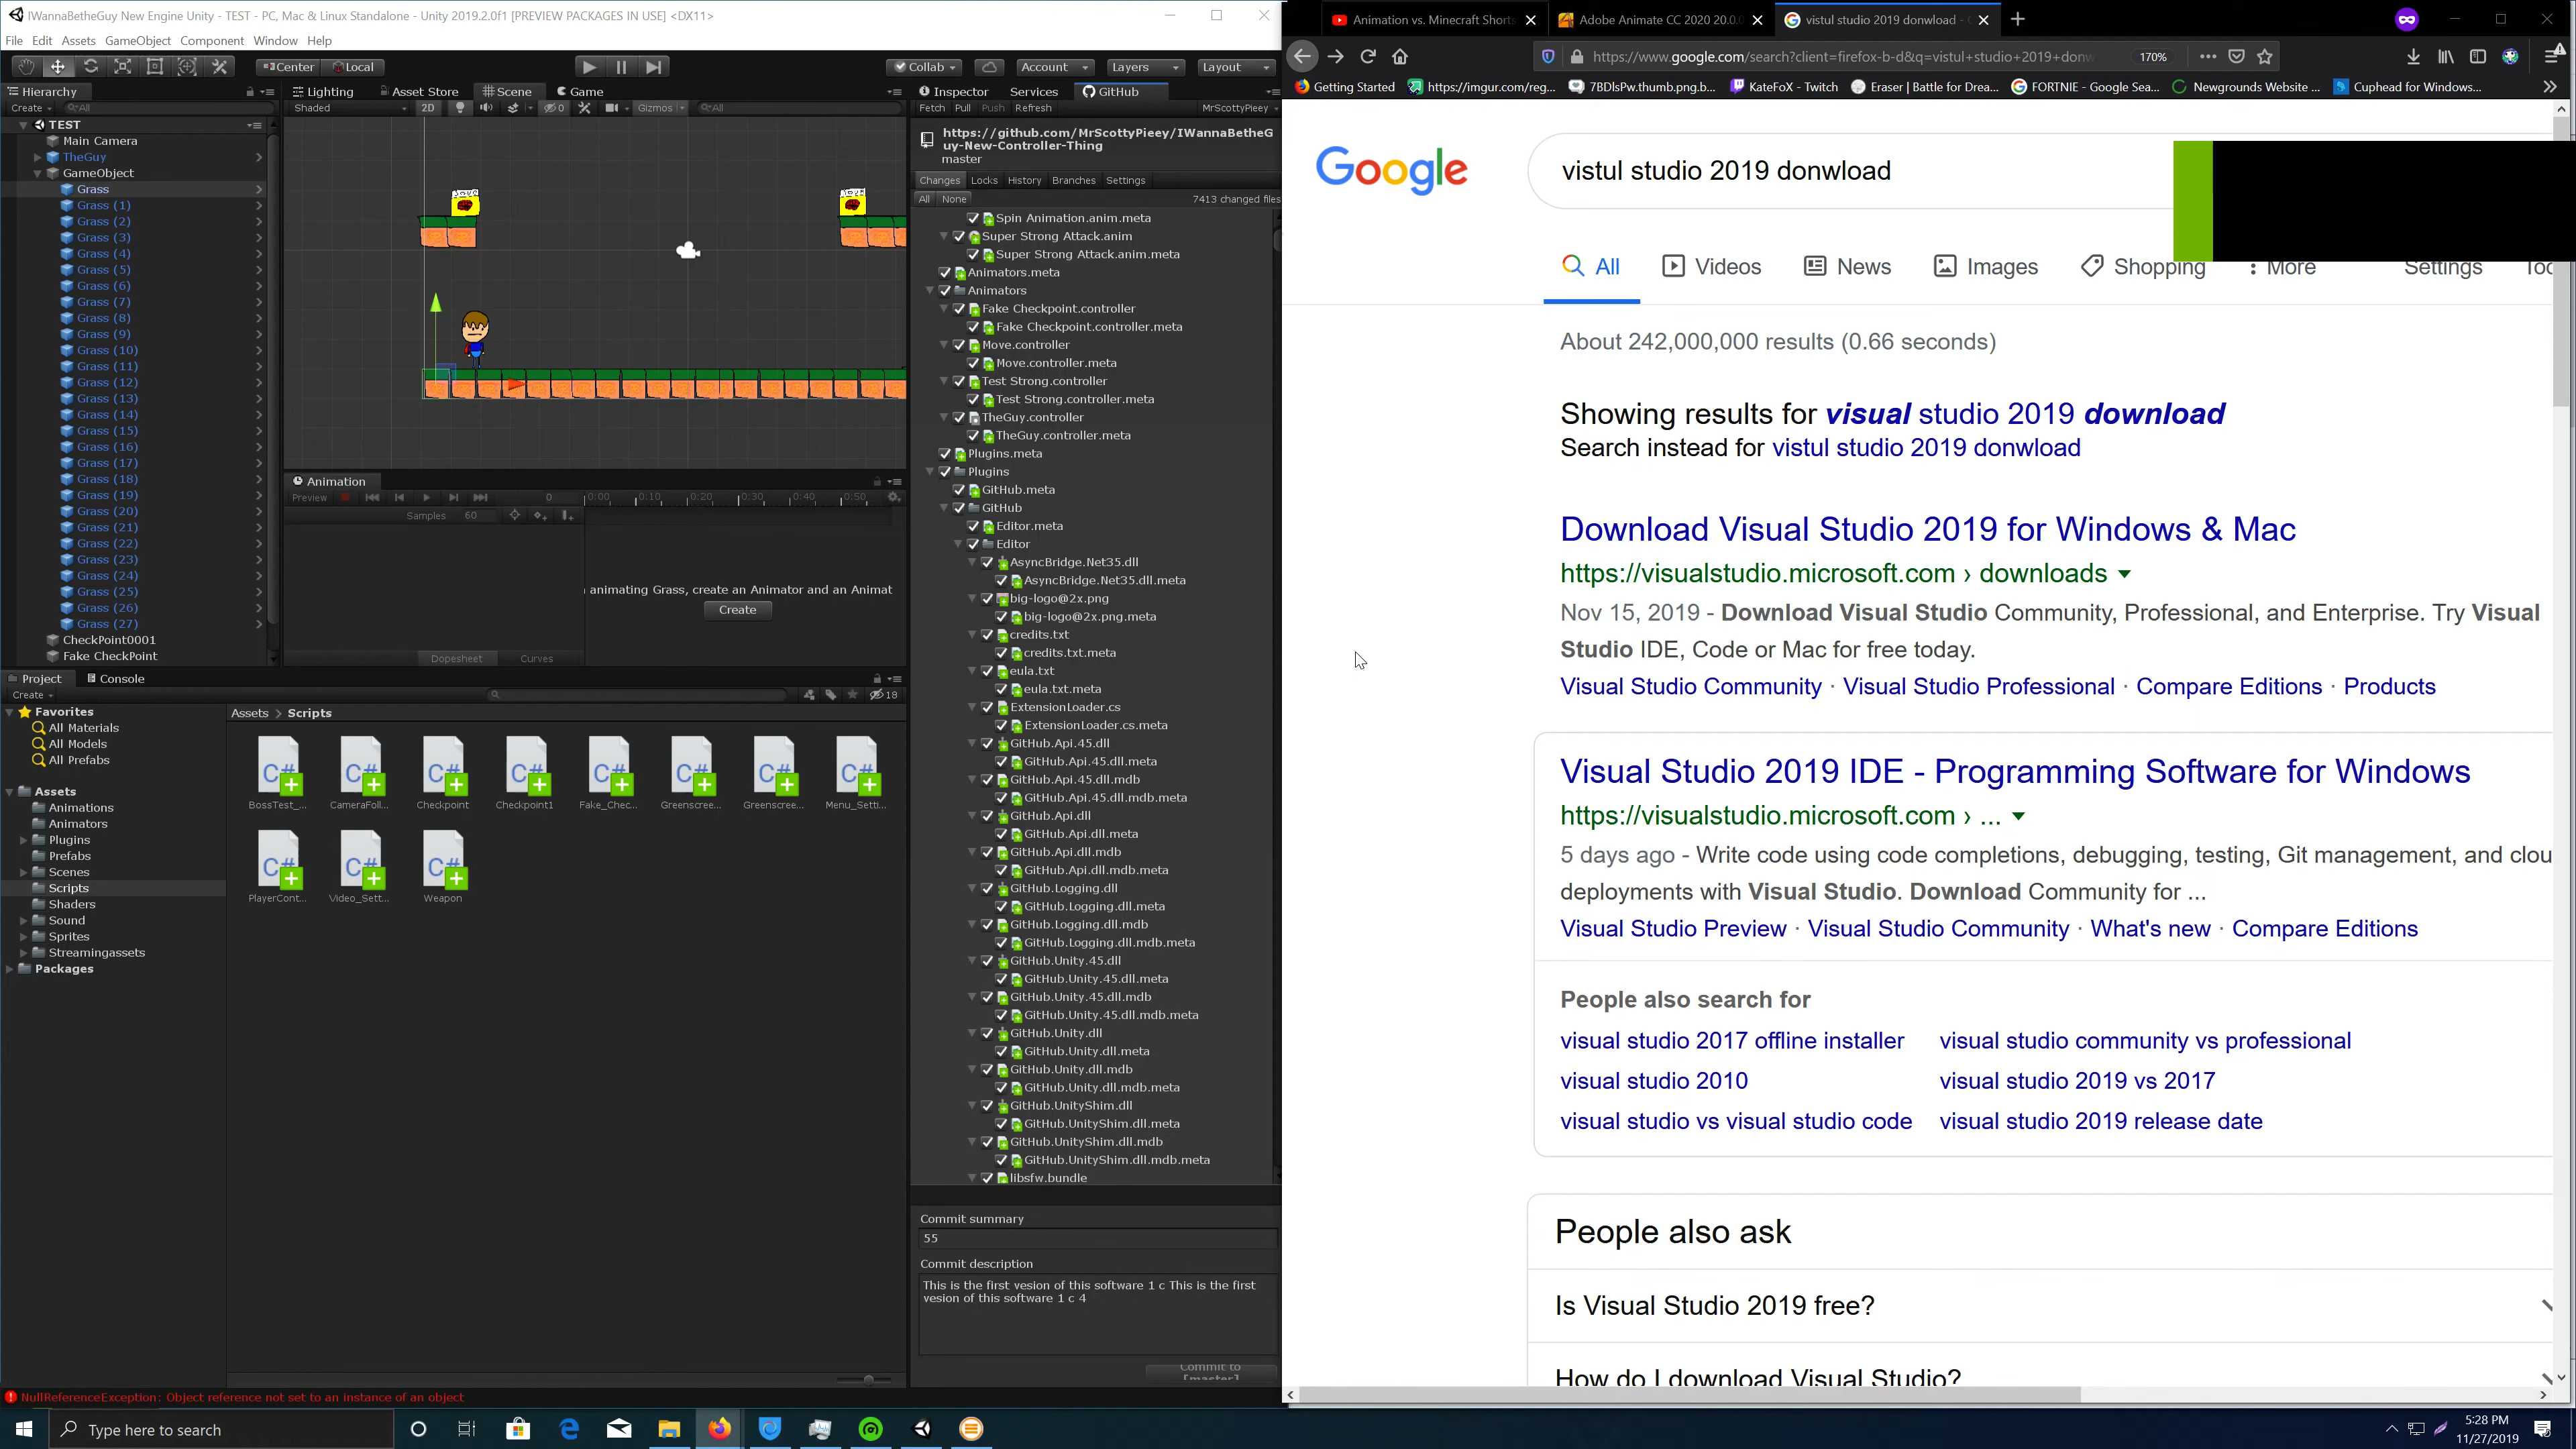 IWannaBetheGuy New Engine Unity - TEST - PC, Mac & Linux Standalone - Unity 2019.2.0f1 [PREVIEW PACKAGES IN USE] <DX11>
File Edit Assets GameObject Component Window Help
Center Local
Collab Account Layers Layout
Hierarchy
Create All
TEST
Main Camera
TheGuy
GameObject
Grass
Grass (1)
Grass (2)
Grass (3)
Grass (4)
Grass (5)
Grass (6)
Grass (7)
Grass (8)
Grass (9)
Grass (10)
Grass (11)
Grass (12)
Grass (13)
Grass (14)
Grass (15)
Grass (16)
Grass (17)
Grass (18)
Grass (19)
Grass (20)
Grass (21)
Grass (22)
Grass (23)
Grass (24)
Grass (25)
Grass (26)
Grass (27)
CheckPoint0001
Fake CheckPoint
Lighting Asset Store Scene Game
Shaded 2D 0 Gizmos All
Animation
Preview 0 0:00 0:10 0:20 0:30 0:40 0:50
Samples 60
animating Grass, create an Animator and an Animat
Create
Dopesheet Curves
Inspector Services GitHub
Fetch Pull Push Refresh MrScottyPieey
https://github.com/MrScottyPieey/IWannaBetheG
uy-New-Controller-Thing
master
Changes Locks History Branches Settings
All None 7413 changed files
Spin Animation.anim.meta
Super Strong Attack.anim
Super Strong Attack.anim.meta
Animators.meta
Animators
Fake Checkpoint.controller
Fake Checkpoint.controller.meta
Move.controller
Move.controller.meta
Test Strong.controller
Test Strong.controller.meta
TheGuy.controller
TheGuy.controller.meta
Plugins.meta
Plugins
GitHub.meta
GitHub
Editor.meta
Editor
AsyncBridge.Net35.dll
AsyncBridge.Net35.dll.meta
big-logo@2x.png
big-logo@2x.png.meta
credits.txt
credits.txt.meta
eula.txt
eula.txt.meta
ExtensionLoader.cs
ExtensionLoader.cs.meta
GitHub.Api.45.dll
GitHub.Api.45.dll.meta
GitHub.Api.45.dll.mdb
GitHub.Api.45.dll.mdb.meta
GitHub.Api.dll
GitHub.Api.dll.meta
GitHub.Api.dll.mdb
GitHub.Api.dll.mdb.meta
GitHub.Logging.dll
GitHub.Logging.dll.meta
GitHub.Logging.dll.mdb
GitHub.Logging.dll.mdb.meta
GitHub.Unity.45.dll
GitHub.Unity.45.dll.meta
GitHub.Unity.45.dll.mdb
GitHub.Unity.45.dll.mdb.meta
GitHub.Unity.dll
GitHub.Unity.dll.meta
GitHub.Unity.dll.mdb
GitHub.Unity.dll.mdb.meta
GitHub.UnityShim.dll
GitHub.UnityShim.dll.meta
GitHub.UnityShim.dll.mdb
GitHub.UnityShim.dll.mdb.meta
libsfw.bundle
Commit summary
55
Commit description
This is the first vesion of this software 1 c This is the first
vesion of this software 1 c 4
Commit to
[master]
Project Console
Create 18
Favorites
All Materials
All Models
All Prefabs
Assets
Animations
Animators
Plugins
Prefabs
Scenes
Scripts
Shaders
Sound
Sprites
Streamingassets
Packages
Assets > Scripts
C# C# C# C# C# C# C# C#
BossTest_... CameraFoll... Checkpoint Checkpoint1 Fake_Chec... Greenscree... Greenscree... Menu_Setti...
C# C# C#
PlayerCont... Video_Sett... Weapon
NullReferenceException: Object reference not set to an instance of an object
Animation vs. Minecraft Shorts Adobe Animate CC 2020 20.0.0 vistul studio 2019 donwload -
https://www.google.com/search?client=firefox-b-d&q=vistul+studio+2019+donw 170%
Getting Started https://imgur.com/reg... 7BDlsPw.thumb.png.b... KateFoX - Twitch Eraser | Battle for Drea... FORTNIE - Google Sea... Newgrounds Website ... Cuphead for Windows...
Google
vistul studio 2019 donwload
All Videos News Images Shopping More Settings Too
About 242,000,000 results (0.66 seconds)
Showing results for visual studio 2019 download
Search instead for vistul studio 2019 donwload
Download Visual Studio 2019 for Windows & Mac
https://visualstudio.microsoft.com › downloads
Nov 15, 2019 - Download Visual Studio Community, Professional, and Enterprise. Try Visual
Studio IDE, Code or Mac for free today.
Visual Studio Community · Visual Studio Professional · Compare Editions · Products
Visual Studio 2019 IDE - Programming Software for Windows
https://visualstudio.microsoft.com › ...
5 days ago - Write code using code completions, debugging, testing, Git management, and clou
deployments with Visual Studio. Download Community for ...
Visual Studio Preview · Visual Studio Community · What's new · Compare Editions
People also search for
visual studio 2017 offline installer visual studio community vs professional
visual studio 2010 visual studio 2019 vs 2017
visual studio vs visual studio code visual studio 2019 release date
People also ask
Is Visual Studio 2019 free?
How do I download Visual Studio?
Type here to search
5:28 PM
11/27/2019